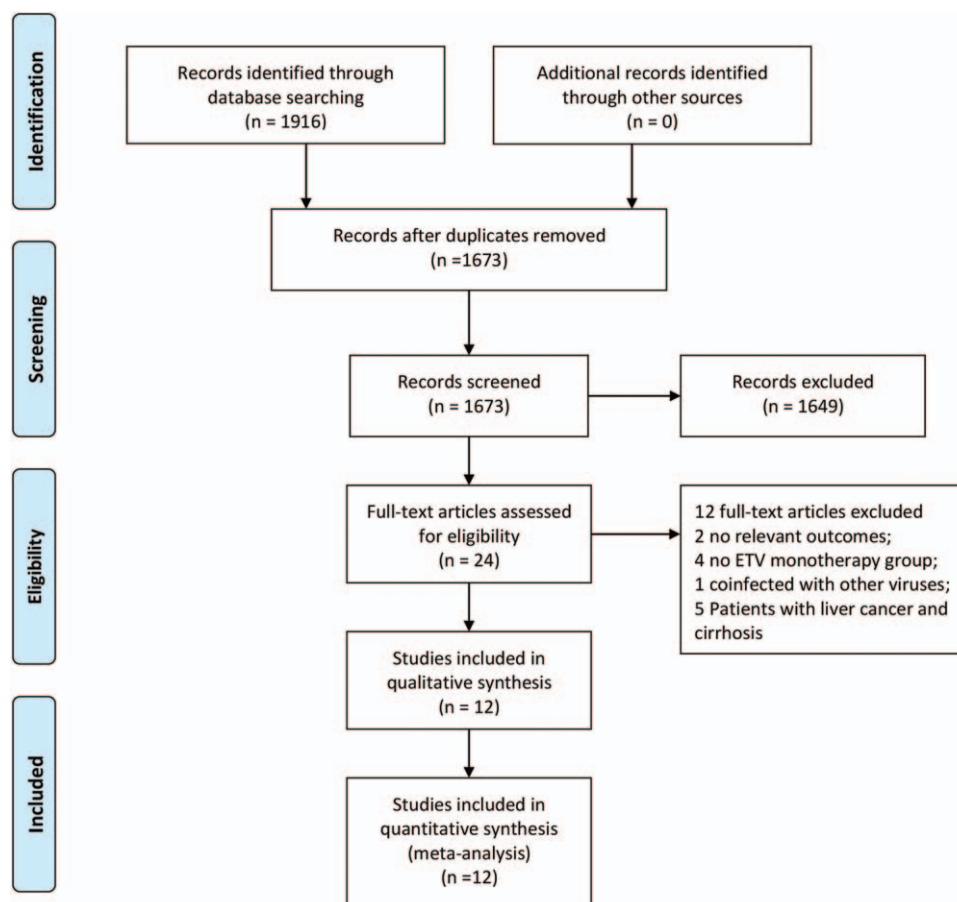 Identification
Records identified through
database searching
(n = 1916)
Additional records identified
through other sources
(n = 0)
Records after duplicates removed
(n =1673)
Screening
Records screened
(n = 1673)
Records excluded
(n = 1649)
Eligibility
Full-text articles assessed
for eligibility
(n = 24)
12 full-text articles excluded
2 no relevant outcomes;
4 no ETV monotherapy group;
1 coinfected with other viruses;
5 Patients with liver cancer and
cirrhosis
Studies included in
qualitative synthesis
(n = 12)
Included
Studies included in
quantitative synthesis
(meta-analysis)
(n =12)